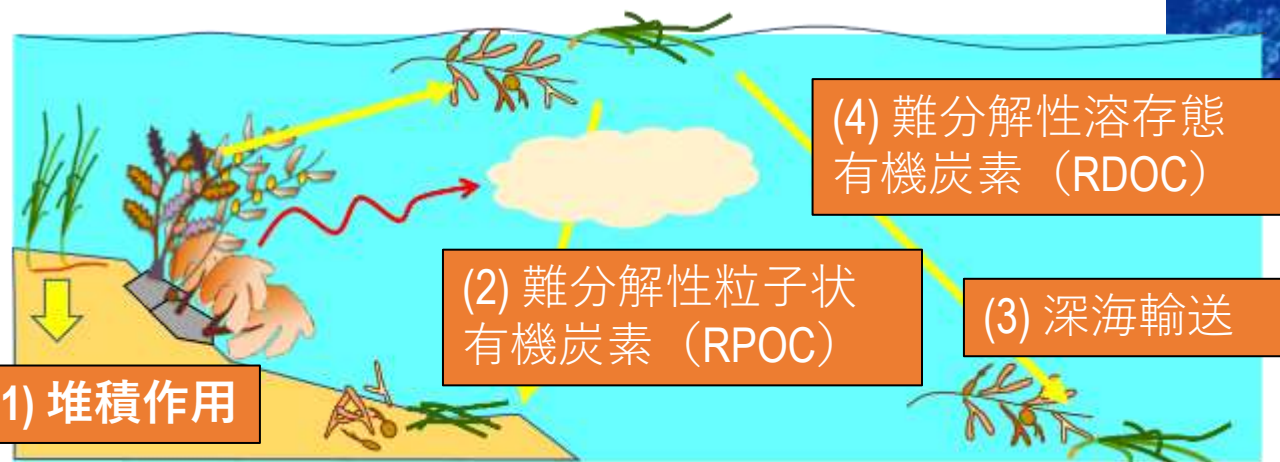 (4) 難分解性溶存態
有機炭素（RDOC）
(2) 難分解性粒子状
有機炭素（RPOC）
(3) 深海輸送
1) 堆積作用